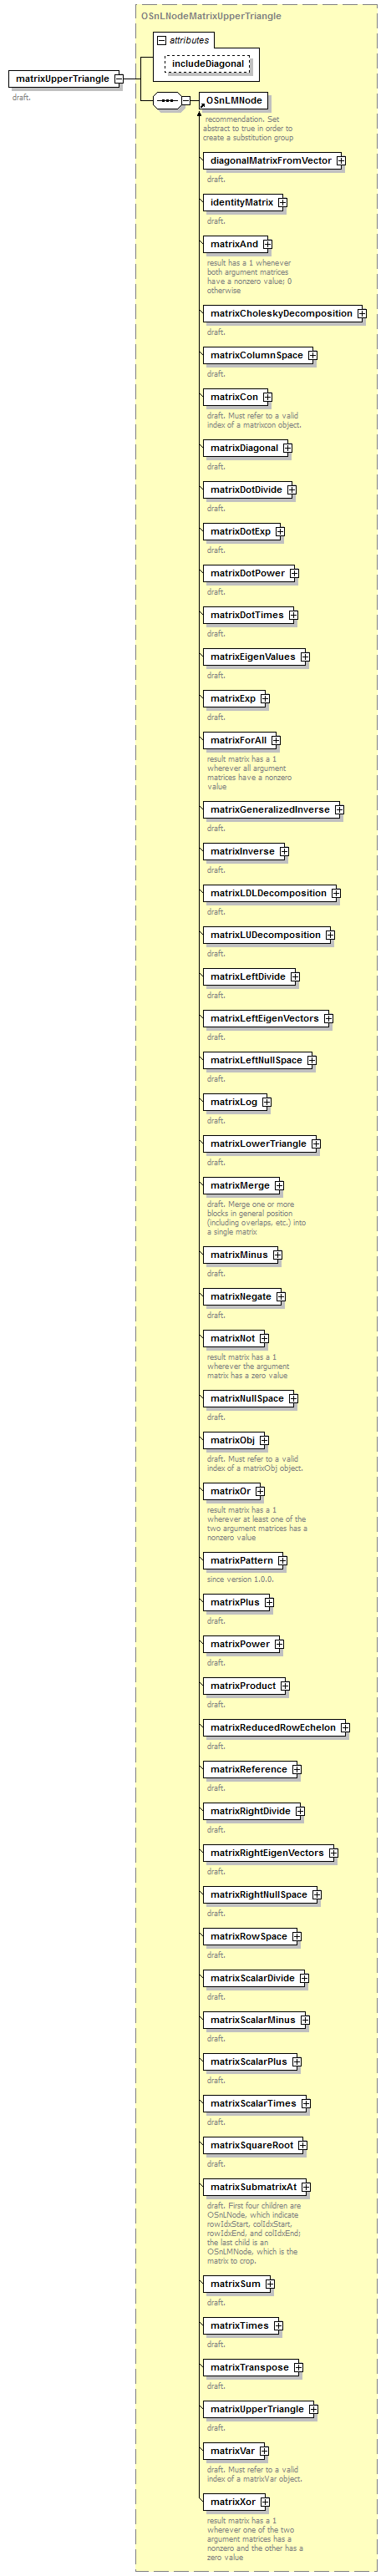 OSnLNodeMatrixUpperTriangle
attributes
includeDiagonal
matrixUpperTriangle
draft.
OSnLMNode
recommendation. Set
abstract to true in order to
create a substitution group
diagonalMatrixFromVector
draft.
identityMatrix
draft.
matrixAnd
result has a 1 whenever
both argument matrices
have a nonzero value; 0
otherwise
matrixCholeskyDecomposition
draft.
matrixColumnSpace
draft.
matrixCon
draft. Must refer to a valid
index of a matrixcon object.
matrixDiagonal
draft.
matrixDotDivide
draft.
matrixDotExp
draft.
matrixDotPower
draft.
matrixDotTimes
draft.
matrixEigenValues
draft.
matrixExp
draft.
matrixForAll
result matrix has a 1
wherever all argument
matrices have a nonzero
value
matrixGeneralizedInverse
draft.
matrixInverse
draft.
matrixLDLDecomposition
draft.
matrixLUDecomposition
draft.
matrixLeftDivide
draft.
matrixLeftEigenVectors
draft.
matrixLeftNullSpace
draft.
matrixLog
draft.
matrixLowerTriangle
draft.
matrixMerge
draft. Merge one or more
blocks in general position
(including overlaps, etc.) into
a single matrix
matrixMinus
draft.
matrixNegate
draft.
matrixNot
result matrix has a 1
wherever the argument
matrix has a zero value
matrixNullSpace
draft.
matrixObj
draft. Must refer to a valid
index of a matrixObj object.
matrixOr
result matrix has a 1
wherever at least one of the
two argument matrices has a
nonzero value
matrixPattern
since version 1.0.0.
matrixPlus
draft.
matrixPower
draft.
matrixProduct
draft.
matrixReducedRowEchelon
draft.
matrixReference
draft.
matrixRightDivide
draft.
matrixRightEigenVectors
draft.
matrixRightNullSpace
draft.
matrixRowSpace
draft.
matrixScalarDivide
draft.
matrixScalarMinus
draft.
matrixScalarPlus
draft.
matrixScalarTimes
draft.
matrixSquareRoot
draft.
matrixSubmatrixAt
draft. First four children are
OSnLNode, which indicate
rowIdxStart, colIdxStart,
rowIdxEnd, and colIdxEnd;
the last child is an
OSnLMNode, which is the
matrix to crop.
matrixSum
draft.
matrixTimes
draft.
matrixTranspose
draft.
matrixUpperTriangle
draft.
matrixVar
draft. Must refer to a valid
index of a matrixVar object.
matrixXor
result matrix has a 1
wherever one of the two
argument matrices has a
nonzero and the other has a
zero value